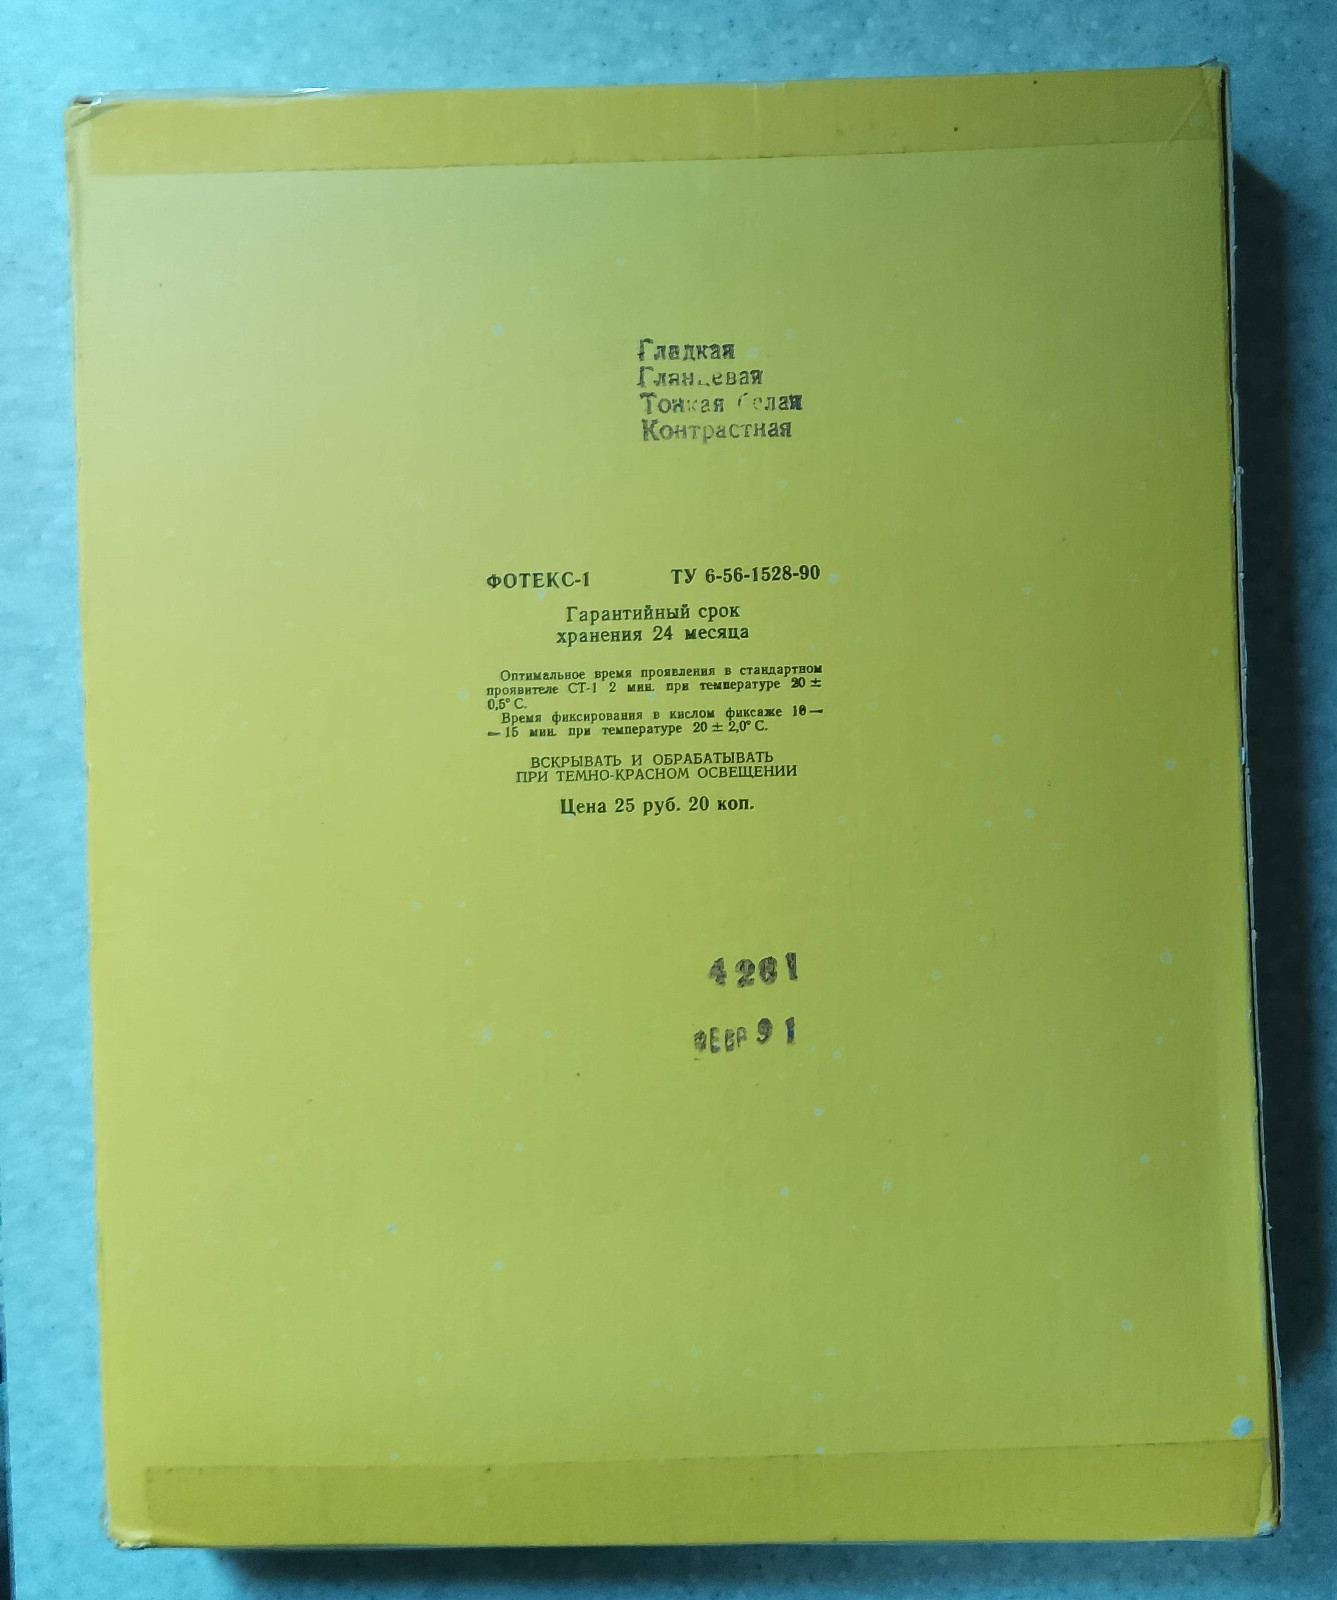 Гладкая
Глянцевая
Тонкая белая
Контрастная
ФОТЕКС-1 ТУ 6-56-1528-90
Гарантийный срок
хранения 24 месяца
Оптимальное время проявления в стандартном
проявителе СТ-1 2 мин. при температуре 20 ±
0,5° С.
Время фиксирования в кислом фиксаже 10 —
— 15 мин. при температуре 20 ± 2,0° С.
ВСКРЫВАТЬ И ОБРАБАТЫВАТЬ
ПРИ ТЕМНО-КРАСНОМ ОСВЕЩЕНИИ
Цена 25 руб. 20 коп.
4261
ФЕВР 91